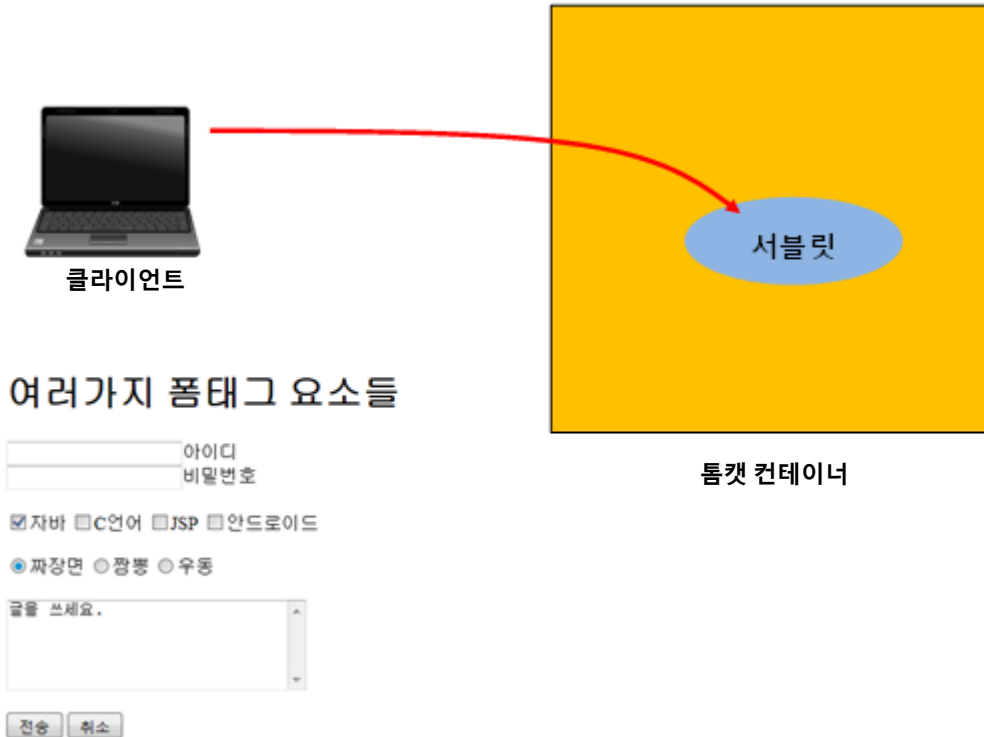 서블릿
클라이언트
여러가지 폼태그 요소들
아이디
비밀번호
톰캣 컨테이너
자바 C언어 JSP 안드로이드
짜장면 짬뽕 우동
글을 쓰세요.
전송 취소